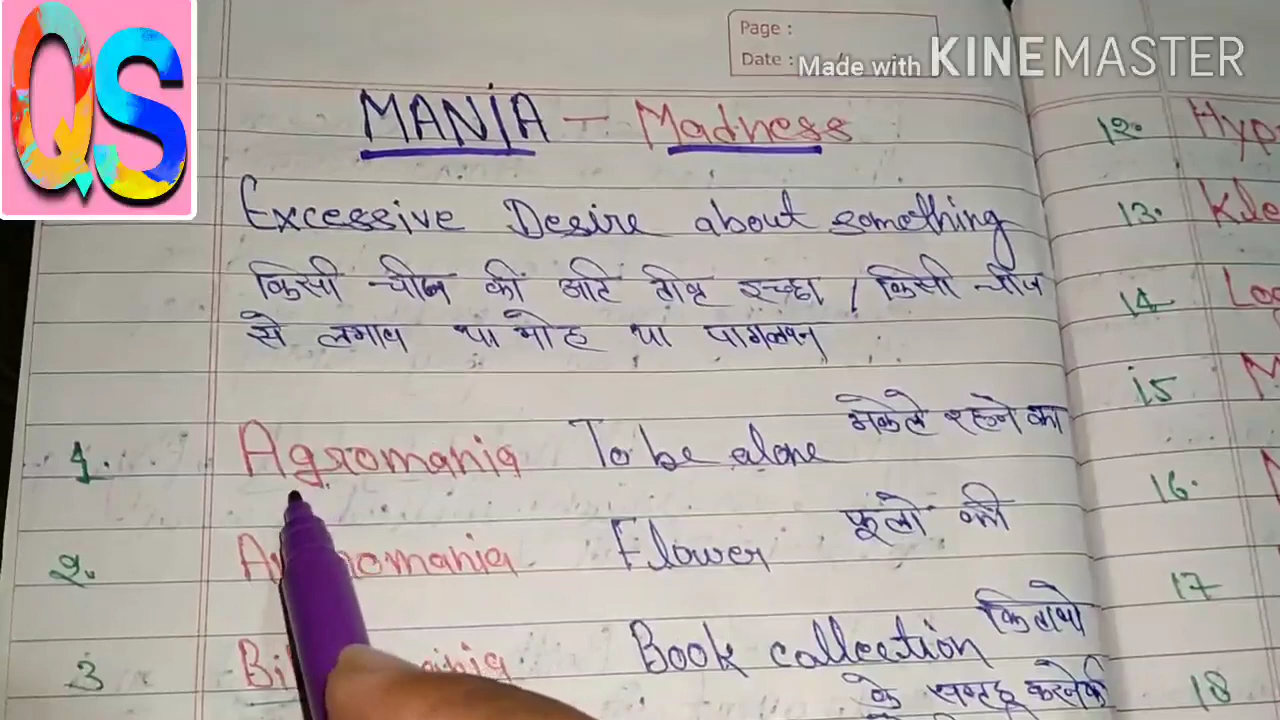 QS
Page :
Date :
Made with KINEMASTER
MANIA - Madness
Excessive Desire about something
किसी चीज की अति तीव्र इच्छा / किसी चीज
से लगाव या मोह या पागलपन
1. Agromania To be alone अकेले रहने का
2. Flower फूलो की
3 Book collection किताबो
के संग्रह करने की
12.
13.
14
15
16.
17
18